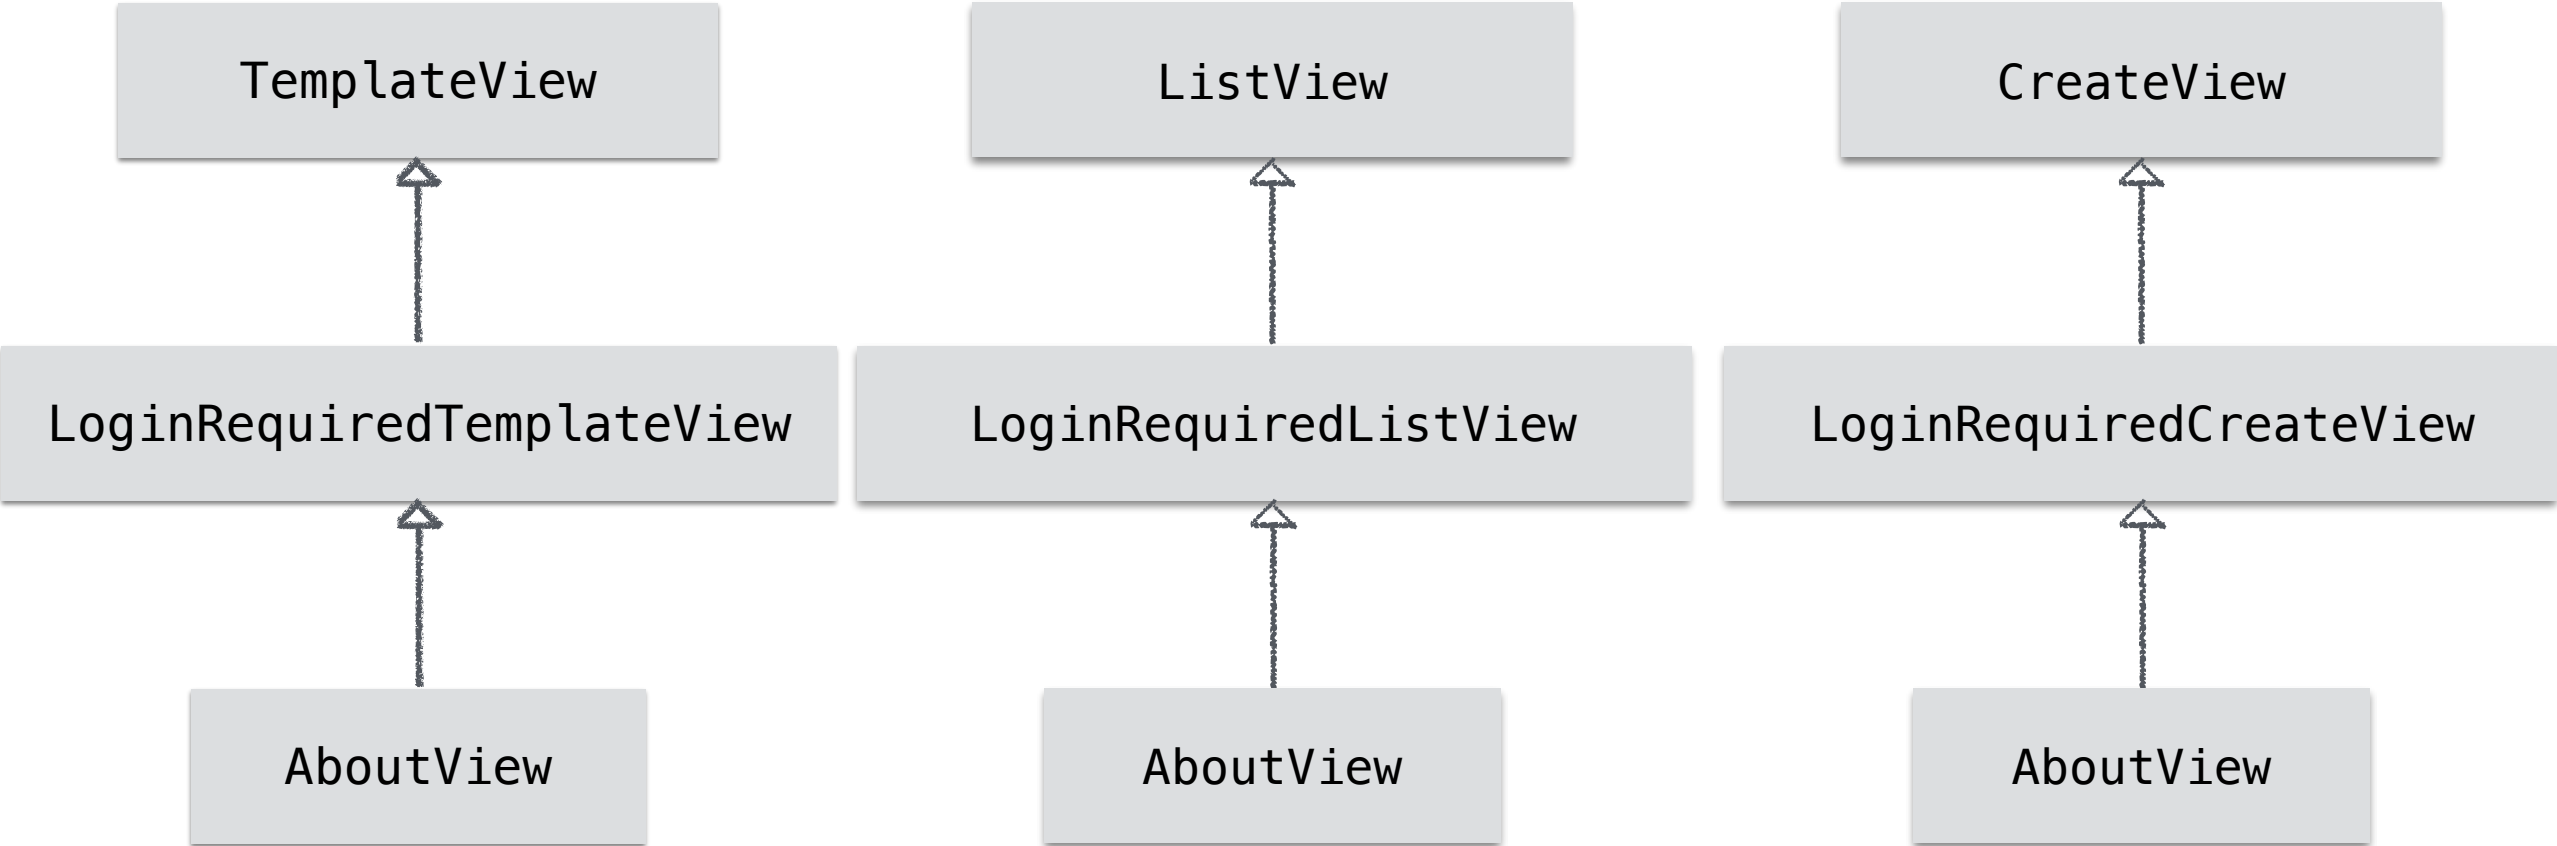 TemplateView
ListView
CreateView
LoginRequiredTemplateView
LoginRequiredListView
LoginRequiredCreateView
AboutView
AboutView
AboutView